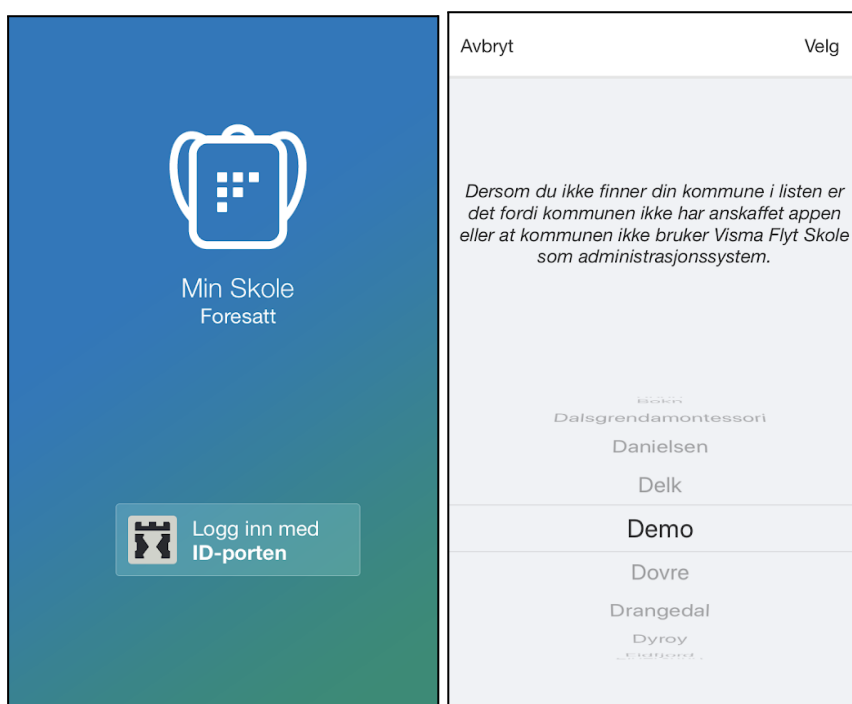 Min Skole
Foresatt
Logg inn med
ID-porten
Avbryt
Velg
Dersom du ikke finner din kommune i listen er
det fordi kommunen ikke har anskaffet appen
eller at kommunen ikke bruker Visma Flyt Skole
som administrasjonssystem.
Bokn
Dalsgrendamontessori
Danielsen
Delk
Demo
Dovre
Drangedal
Dyroy
Eidfjord